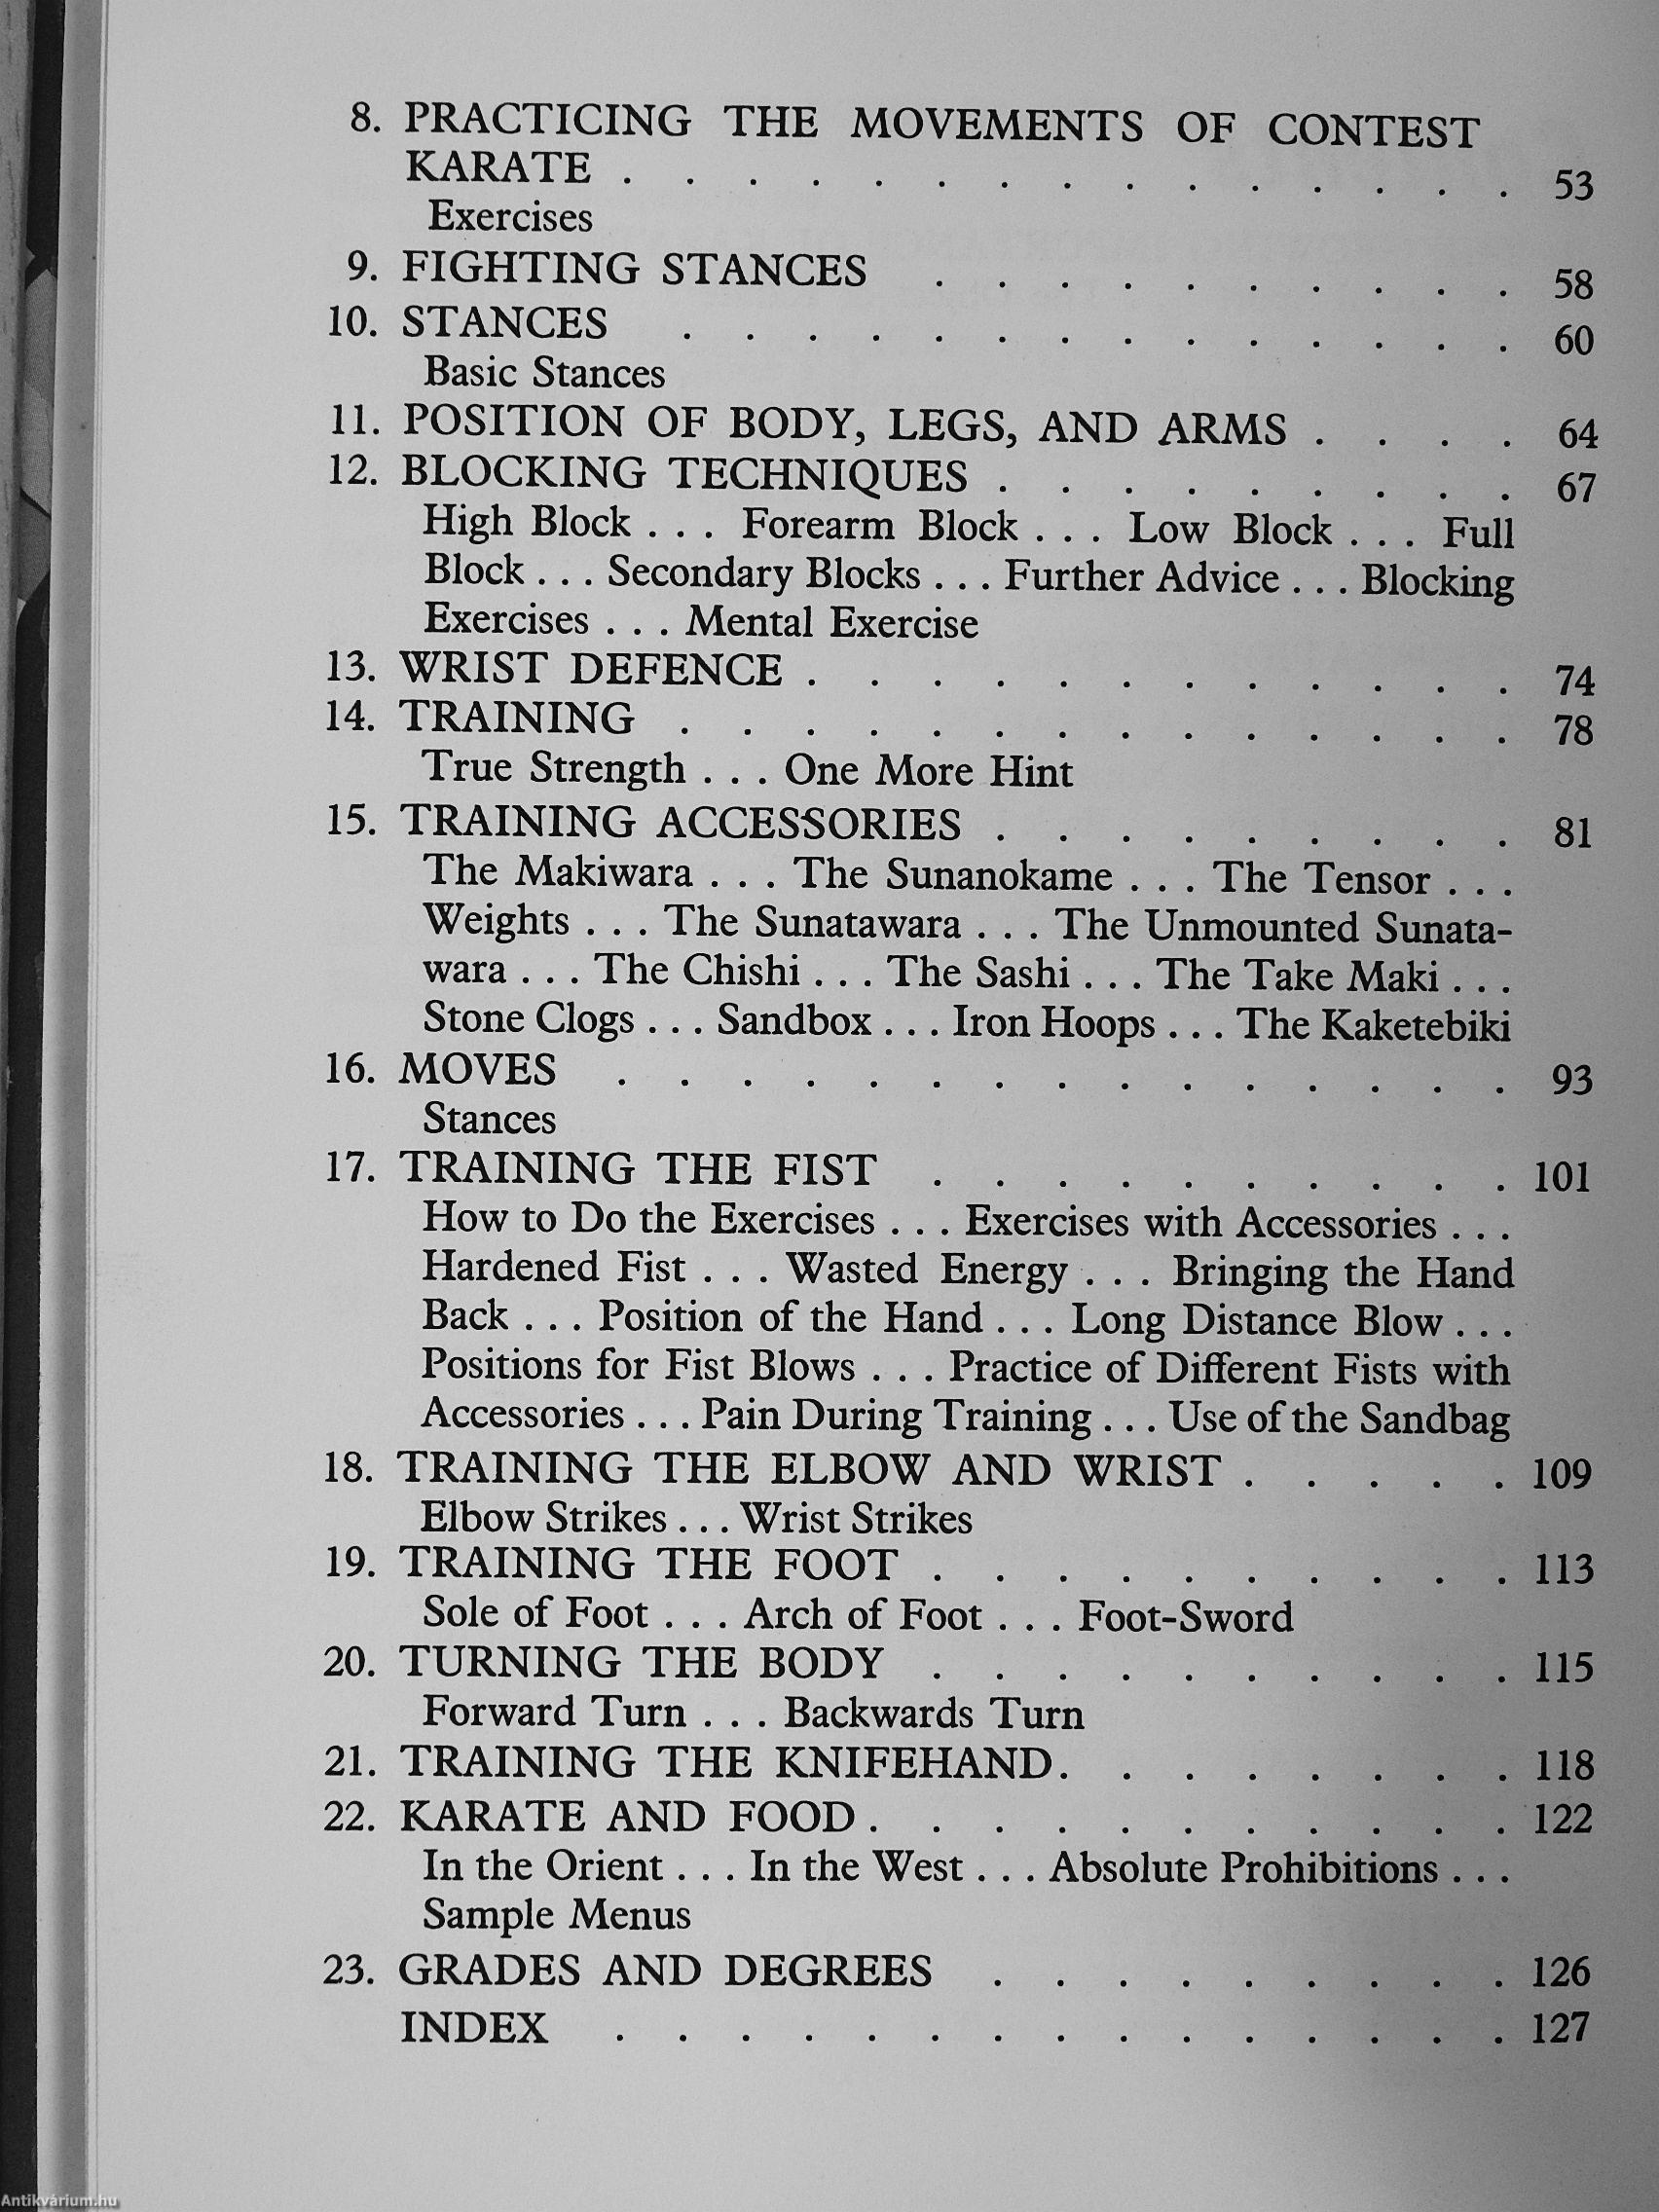 8. PRACTICING THE MOVEMENTS OF CONTEST
KARATE . . . . . . . . . . . . . . . 53
Exercises
9. FIGHTING STANCES . . . . . . . . . . 58
10. STANCES . . . . . . . . . . . . . . 60
Basic Stances
11. POSITION OF BODY, LEGS, AND ARMS . . . . 64
12. BLOCKING TECHNIQUES . . . . . . . . . 67
High Block . . . Forearm Block . . . Low Block . . . Full
Block . . . Secondary Blocks . . . Further Advice . . . Blocking
Exercises . . . Mental Exercise
13. WRIST DEFENCE . . . . . . . . . . . . 74
14. TRAINING . . . . . . . . . . . . . . 78
True Strength . . . One More Hint
15. TRAINING ACCESSORIES . . . . . . . . . 81
The Makiwara . . . The Sunanokame . . . The Tensor . . .
Weights . . . The Sunatawara . . . The Unmounted Sunata-
wara . . . The Chishi . . . The Sashi . . . The Take Maki . . .
Stone Clogs . . . Sandbox . . . Iron Hoops . . . The Kaketebiki
16. MOVES . . . . . . . . . . . . . . . 93
Stances
17. TRAINING THE FIST . . . . . . . . . . 101
How to Do the Exercises . . . Exercises with Accessories . . .
Hardened Fist . . . Wasted Energy . . . Bringing the Hand
Back . . . Position of the Hand . . . Long Distance Blow . . .
Positions for Fist Blows . . . Practice of Different Fists with
Accessories . . . Pain During Training . . . Use of the Sandbag
18. TRAINING THE ELBOW AND WRIST . . . . . 109
Elbow Strikes . . . Wrist Strikes
19. TRAINING THE FOOT . . . . . . . . . . 113
Sole of Foot . . . Arch of Foot . . . Foot-Sword
20. TURNING THE BODY . . . . . . . . . . 115
Forward Turn . . . Backwards Turn
21. TRAINING THE KNIFEHAND. . . . . . . . 118
22. KARATE AND FOOD . . . . . . . . . . . 122
In the Orient . . . In the West . . . Absolute Prohibitions . . .
Sample Menus
23. GRADES AND DEGREES . . . . . . . . . 126
INDEX . . . . . . . . . . . . . . . 127
Antikvárium.hu